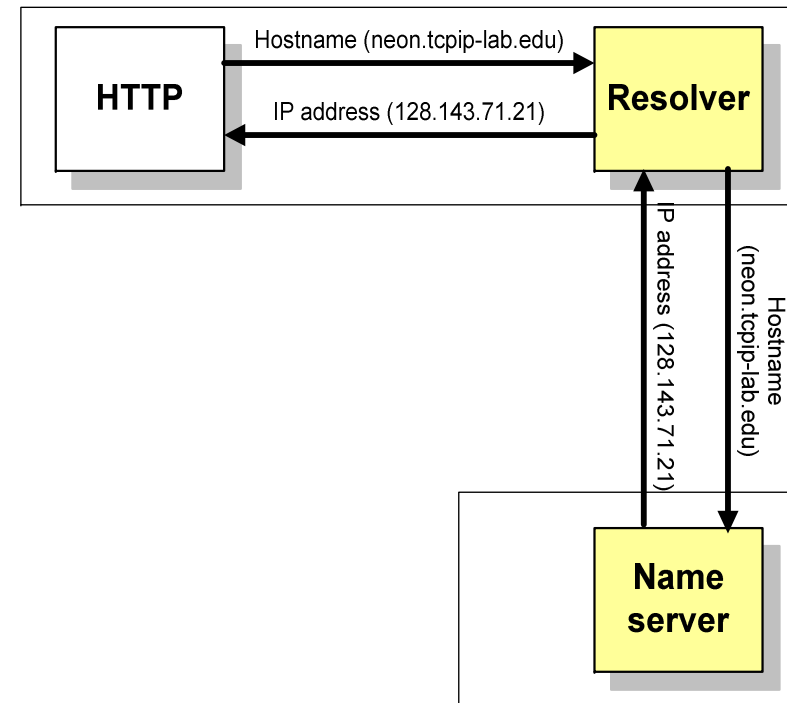 Hostname (neon.tcpip-lab.edu)
HTTP
Resolver
IP address (128.143.71.21)
IP address (128.143.71.21)
Hostname
(neon.tcpip-lab.edu)
Name
server